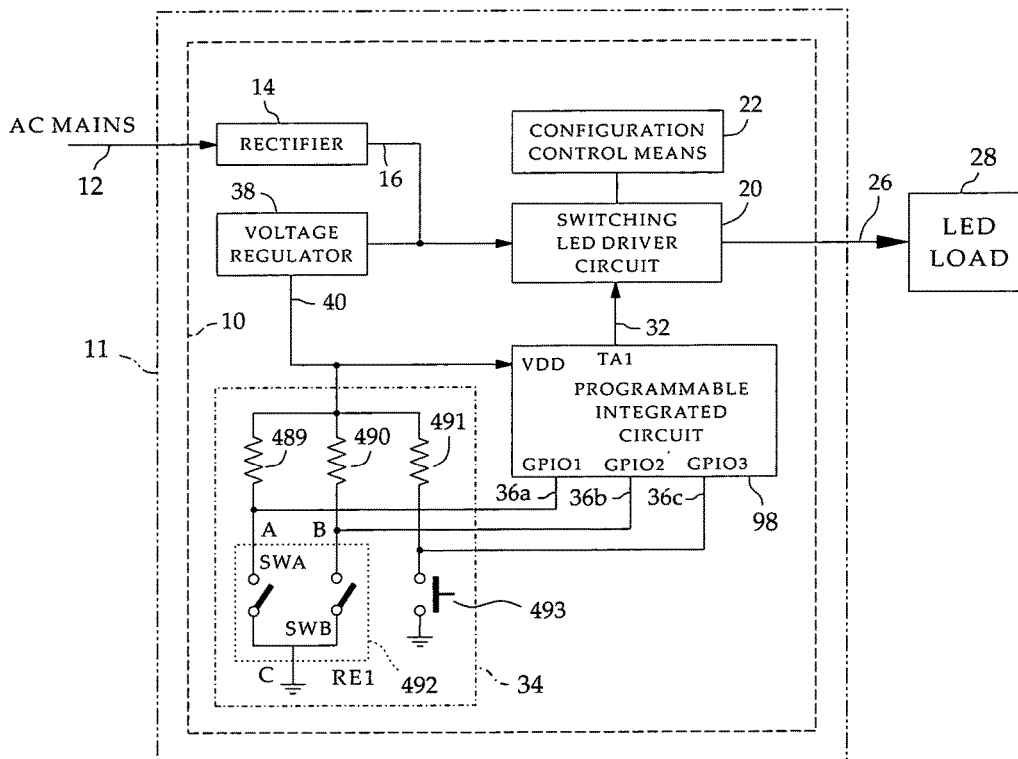 AC MAINS
12
14
RECTIFIER
16
38
VOLTAGE
REGULATOR
40
10
11
22
CONFIGURATION
CONTROL MEANS
20
SWITCHING
LED DRIVER
CIRCUIT
26
28
LED
LOAD
32
VDD
TA1
PROGRAMMABLE
INTEGRATED
CIRCUIT
GPIO1
GPIO2
GPIO3
36a
36b
36c
98
489
490
491
A
B
SWA
SWB
C
RE1
492
493
34